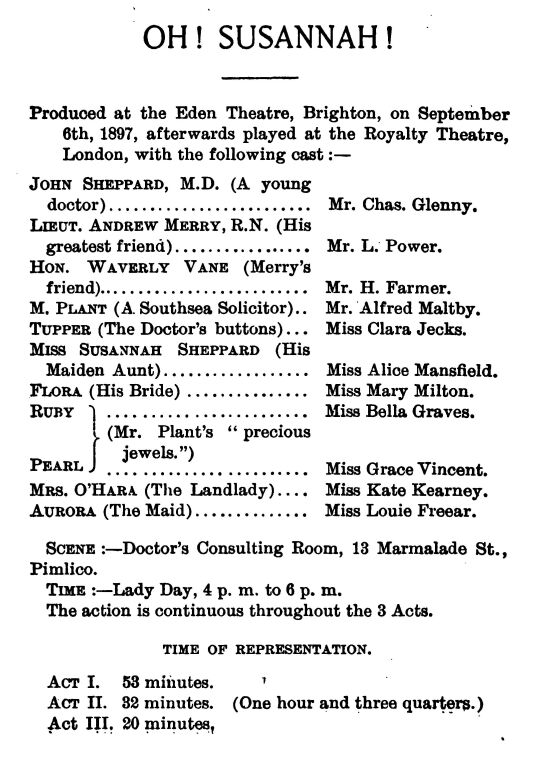 OH! SUSANNAH!
Produced at the Eden Theatre, Brighton, on September
6th, 1897, afterwards played at the Royalty Theatre,
London, with the following cast:—
JOHN SHEPPARD, M.D. (A young
doctor)........................ Mr. Chas. Glenny.
LIEUT. ANDREW MERRY, R.N. (His
greatest friend)................ Mr. L. Power.
HON. WAVERLY VANE (Merry's
friend)......................... Mr. H. Farmer.
M. PLANT (A Southsea Solicitor).. Mr. Alfred Maltby.
TUPPER (The Doctor's buttons)... Miss Clara Jecks.
MISS SUSANNAH SHEPPARD (His
Maiden Aunt)................. Miss Alice Mansfield.
FLORA (His Bride) .............. Miss Mary Milton.
RUBY ....................... Miss Bella Graves.
(Mr. Plant's "precious
jewels.")
PEARL ....................... Miss Grace Vincent.
MRS. O'HARA (The Landlady).... Miss Kate Kearney.
AURORA (The Maid).............. Miss Louie Freear.
SCENE:—Doctor's Consulting Room, 13 Marmalade St.,
Pimlico.
TIME:—Lady Day, 4 p. m. to 6 p. m.
The action is continuous throughout the 3 Acts.
TIME OF REPRESENTATION.
ACT I. 53 minutes.
ACT II. 32 minutes. (One hour and three quarters.)
Act III. 20 minutes,